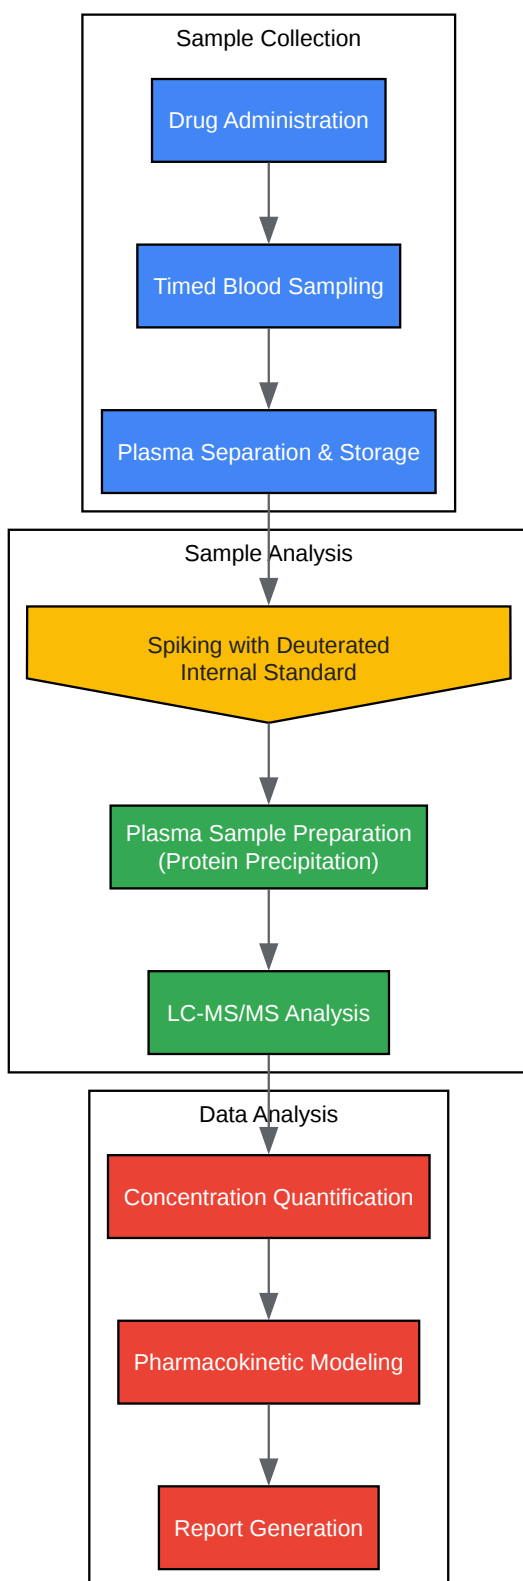 Sample Collection
Drug Administration
Timed Blood Sampling
Plasma Separation & Storage
Sample Analysis
Spiking with Deuterated
Internal Standard
Plasma Sample Preparation
(Protein Precipitation)
LC-MS/MS Analysis
Data Analysis
Concentration Quantification
Pharmacokinetic Modeling
Report Generation